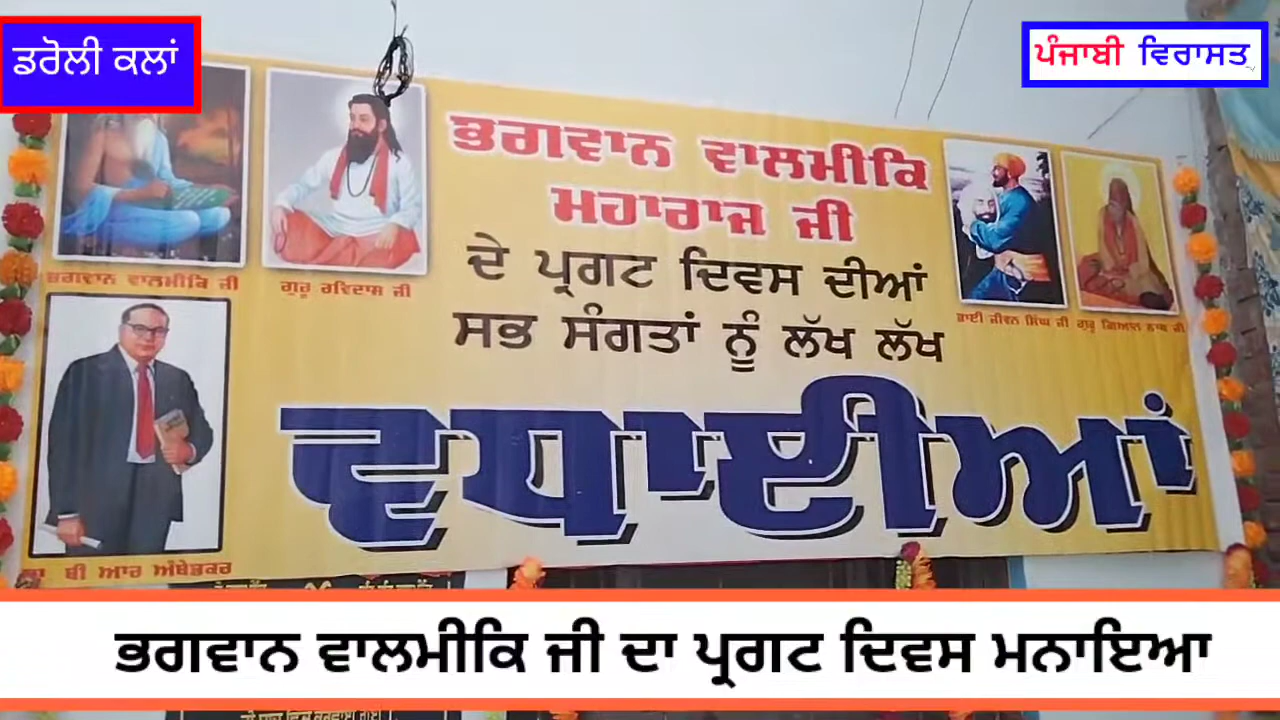 ਡਰੋਲੀ ਕਲਾਂ
ਪੰਜਾਬੀ ਵਿਰਾਸਤ
ਭਗਵਾਨ ਵਾਲਮੀਕਿ
ਮਹਾਰਾਜ ਜੀ
ਦੇ ਪ੍ਰਗਟ ਦਿਵਸ ਦੀਆਂ
ਸਭ ਸੰਗਤਾਂ ਨੂੰ ਲੱਖ ਲੱਖ
ਵਧਾਈਆਂ
ਭਗਵਾਨ ਵਾਲਮੀਕਿ ਜੀ
ਗੁਰੂ ਰਵਿਦਾਸ ਜੀ
ਭਾਈ ਜੀਵਨ ਸਿੰਘ ਜੀ
ਗੁਰੂ ਗਿਆਨ ਨਾਥ ਜੀ
ਬੀ ਆਰ ਅੰਬੇਡਕਰ
ਭਗਵਾਨ ਵਾਲਮੀਕਿ ਜੀ ਦਾ ਪ੍ਰਗਟ ਦਿਵਸ ਮਨਾਇਆ